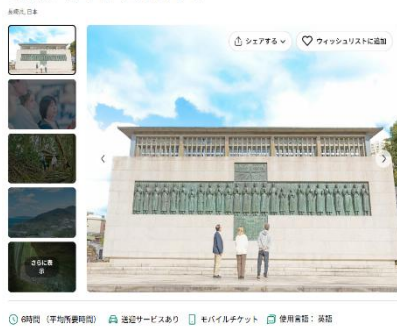 長崎県, 日本
シェアする
ウィッシュリストに追加
さらに表
示
6時間 （平均所要時間）
送迎サービスあり
モバイルチケット
使用言語： 英語